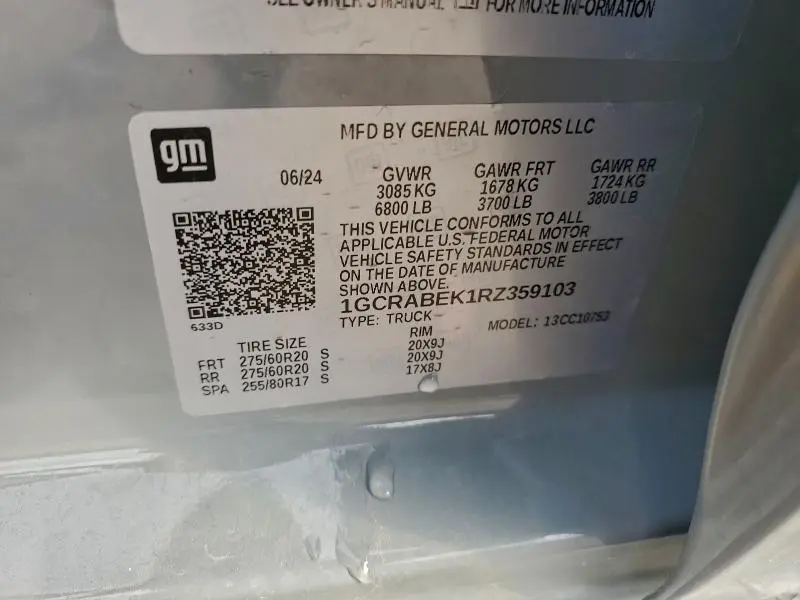 SEE OWNER'S MANUAL FOR MORE INFORMATION
gm
MFD BY GENERAL MOTORS LLC
06/24 GVWR GAWR FRT GAWR RR
3085 KG 1678 KG 1724 KG
6800 LB 3700 LB 3800 LB
THIS VEHICLE CONFORMS TO ALL
APPLICABLE U.S. FEDERAL MOTOR
VEHICLE SAFETY STANDARDS IN EFFECT
ON THE DATE OF MANUFACTURE
SHOWN ABOVE.
1GCRABEK1RZ359103
633D
TYPE: TRUCK MODEL: 13CC10753
TIRE SIZE RIM
FRT 275/60R20 S 20X9J
RR 275/60R20 S 20X9J
SPA 255/80R17 S 17X8J